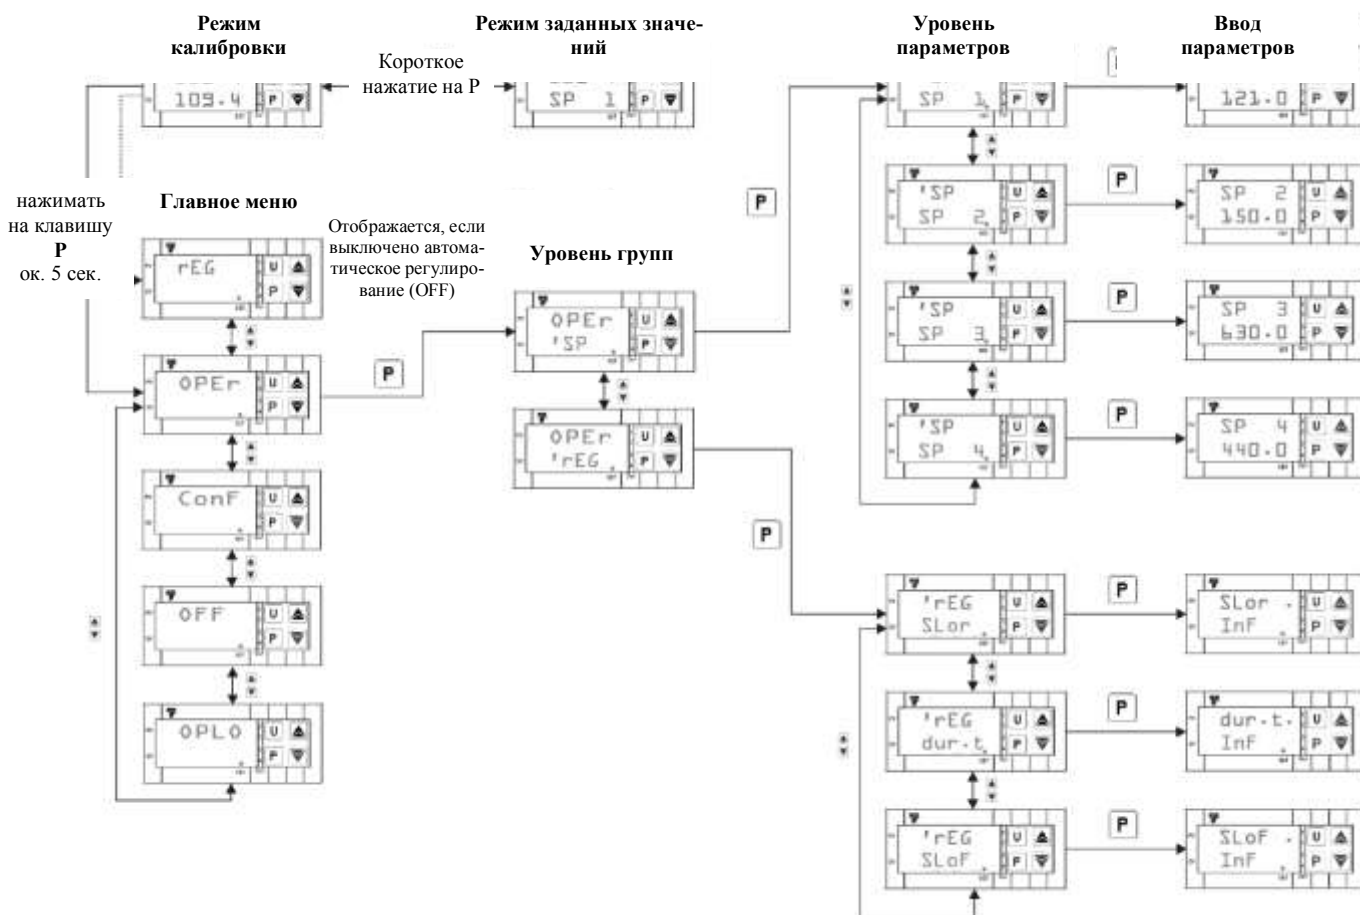 Режим
калибровки
Режим заданных значе-
ний
Уровень
параметров
Ввод
параметров
Короткое
нажатие на P
109.4 P
SP 1 P
SP 1 P
121.0 P
нажимать
на клавишу
P
ок. 5 сек.
Главное меню
Отображается, если
выключено автома-
тическое регулиро-
вание (OFF)
Уровень групп
rEG U
P
OPEr U
P
ConF U
P
OFF U
P
OPLO U
P
P
OPEr U
'SP P
OPEr U
'rEG P
P
P
'SP U
SP 2 P
P
SP 2 U
150.0 P
'SP U
SP 3 P
P
SP 3 U
630.0 P
'SP U
SP 4 P
P
SP 4 U
440.0 P
'rEG U
SLor P
P
SLor U
InF P
'rEG U
dur.t P
P
dur.t. U
InF P
'rEG U
SLoF P
P
SLoF U
InF P